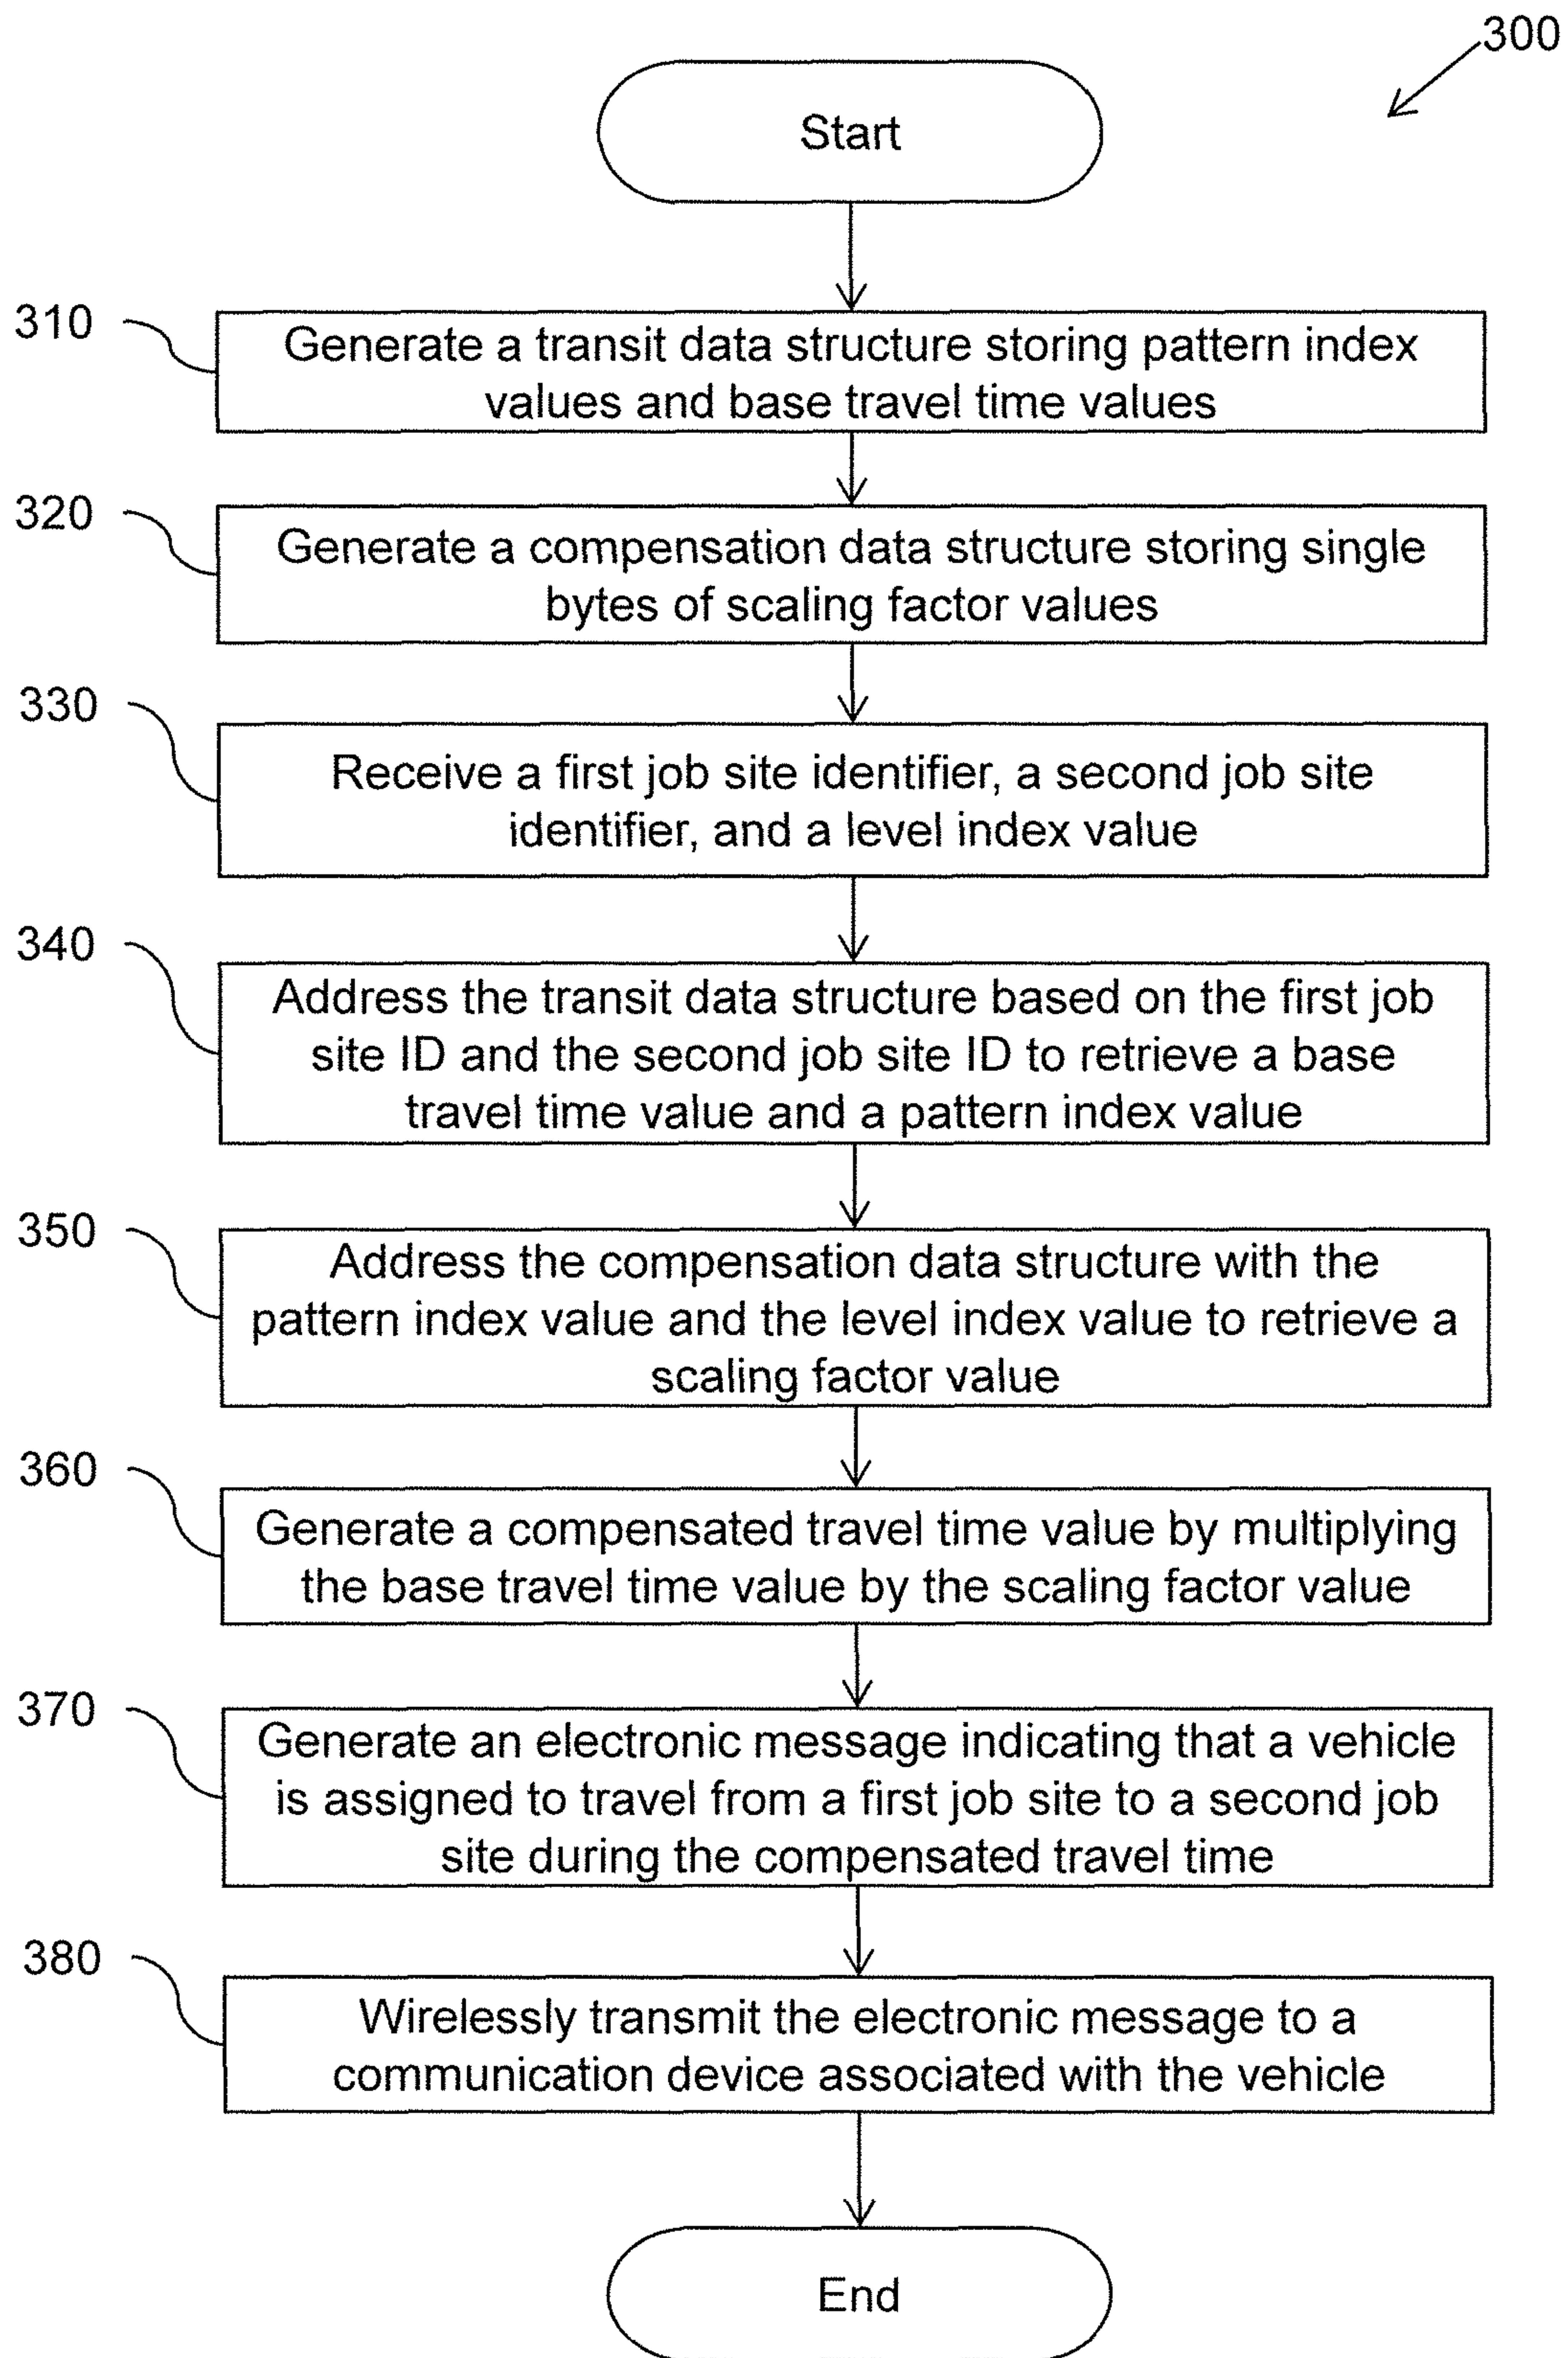 300
Start
310
Generate a transit data structure storing pattern index
values and base travel time values
320
Generate a compensation data structure storing single
bytes of scaling factor values
330
Receive a first job site identifier, a second job site
identifier, and a level index value
340
Address the transit data structure based on the first job
site ID and the second job site ID to retrieve a base
travel time value and a pattern index value
350
Address the compensation data structure with the
pattern index value and the level index value to retrieve a
scaling factor value
360
Generate a compensated travel time value by multiplying
the base travel time value by the scaling factor value
370
Generate an electronic message indicating that a vehicle
is assigned to travel from a first job site to a second job
site during the compensated travel time
380
Wirelessly transmit the electronic message to a
communication device associated with the vehicle
End